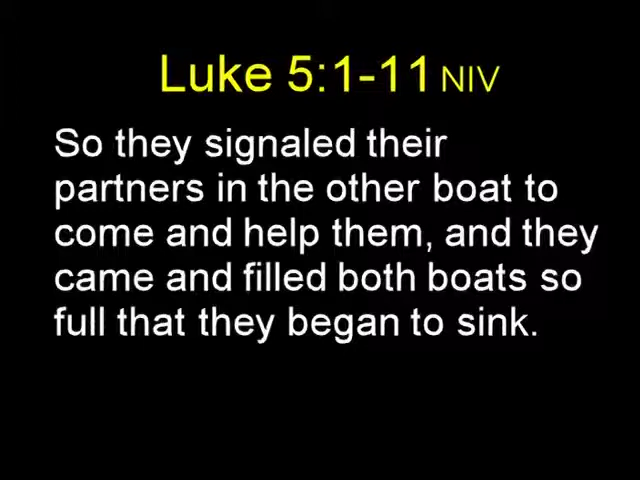 Luke 5:1-11 NIV
So they signaled their
partners in the other boat to
come and help them, and they
came and filled both boats so
full that they began to sink.